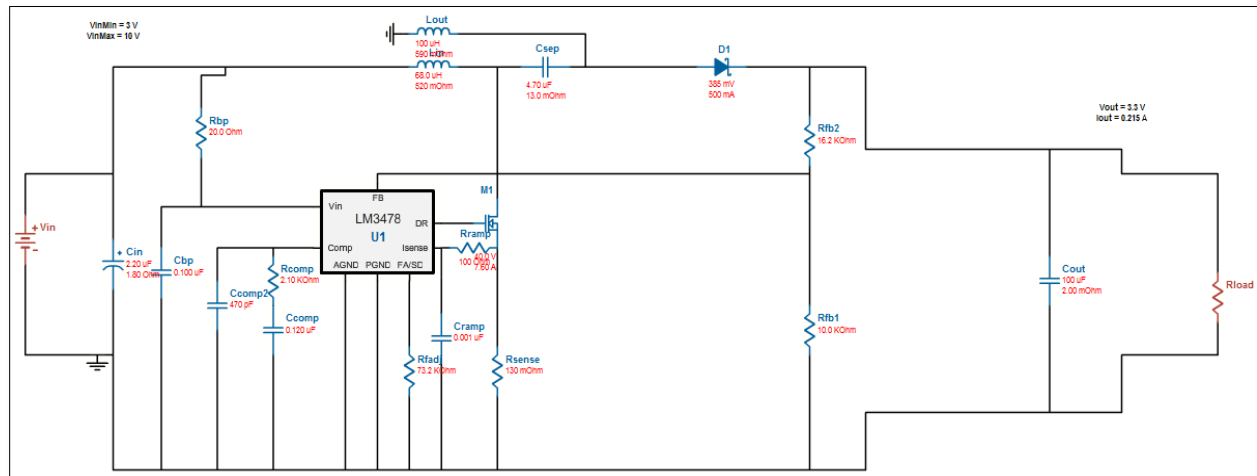 VinMin = 3 V
VinMax = 10 V
Lout
100 uH
590 mOhm
Lin
68.0 uH
520 mOhm
Csep
4.70 uF
13.0 mOhm
D1
385 mV
500 mA
Vout = 3.3 V
Iout = 0.215 A
Rbp
20.0 Ohm
Rfb2
16.2 KOhm
Vin
FB
LM3478
U1
DR
Comp
Isense
AGND
PGND
FA/SD
M1
40.0 V
7.60 A
Rramp
100 Ohm
+
Vin
-
+
Cin
2.20 uF
1.80 Ohm
Cbp
0.100 uF
Rcomp
2.10 KOhm
Ccomp2
470 pF
Ccomp
0.120 uF
Cramp
0.001 uF
Rfadj
73.2 KOhm
Rsense
130 mOhm
Rfb1
10.0 KOhm
Cout
100 uF
2.00 mOhm
Rload